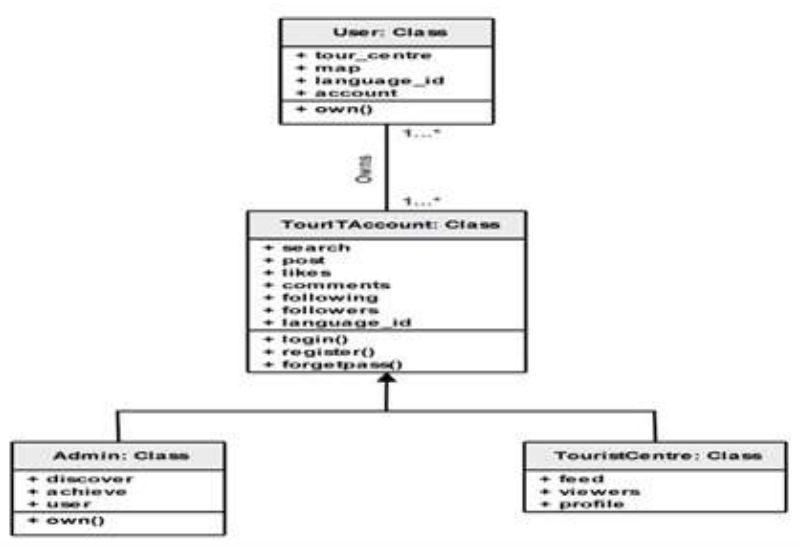 User: Class
+ tour_centre
+ map
+ language_id
+ account
+ own()
1...*
Owns
1...*
TourITAccount: Class
+ search
+ post
+ likes
+ comments
+ following
+ followers
+ language_id
+ login()
+ register()
+ forgetpass()
Admin: Class
+ discover
+ achieve
+ user
+ own()
TouristCentre: Class
+ feed
+ viewers
+ profile